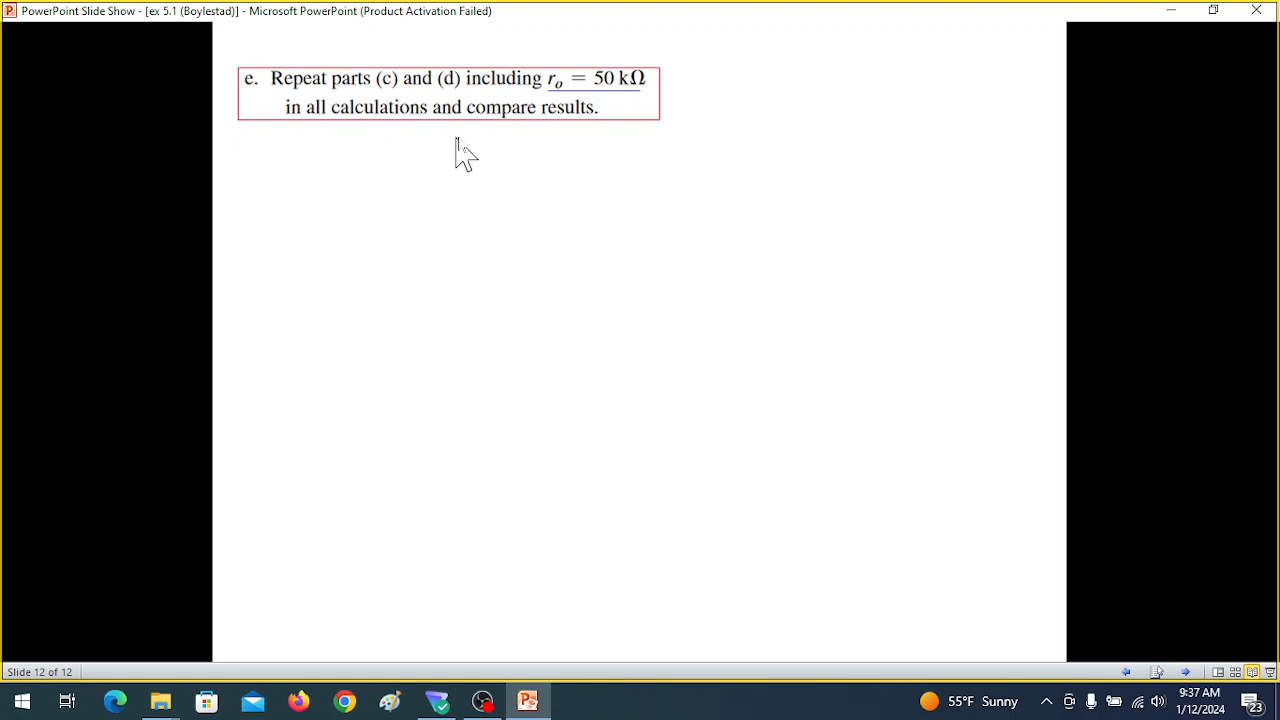 PowerPoint Slide Show - [ex 5.1 (Boylestad)] - Microsoft PowerPoint (Product Activation Failed)
e. Repeat parts (c) and (d) including rₒ = 50 kΩ
in all calculations and compare results.
Slide 12 of 12
55°F Sunny
9:37 AM
1/12/2024
23